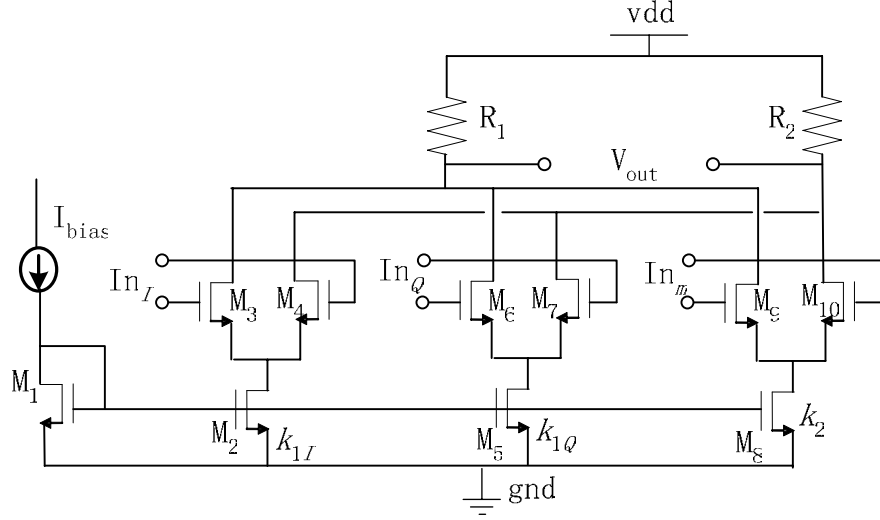 vdd
R1 R2
Vout
Ibias
InI InQ Inm
M3 M4 M6 M7 M9 M10
M1
M2 k1I M5 k1Q M8 k2
gnd